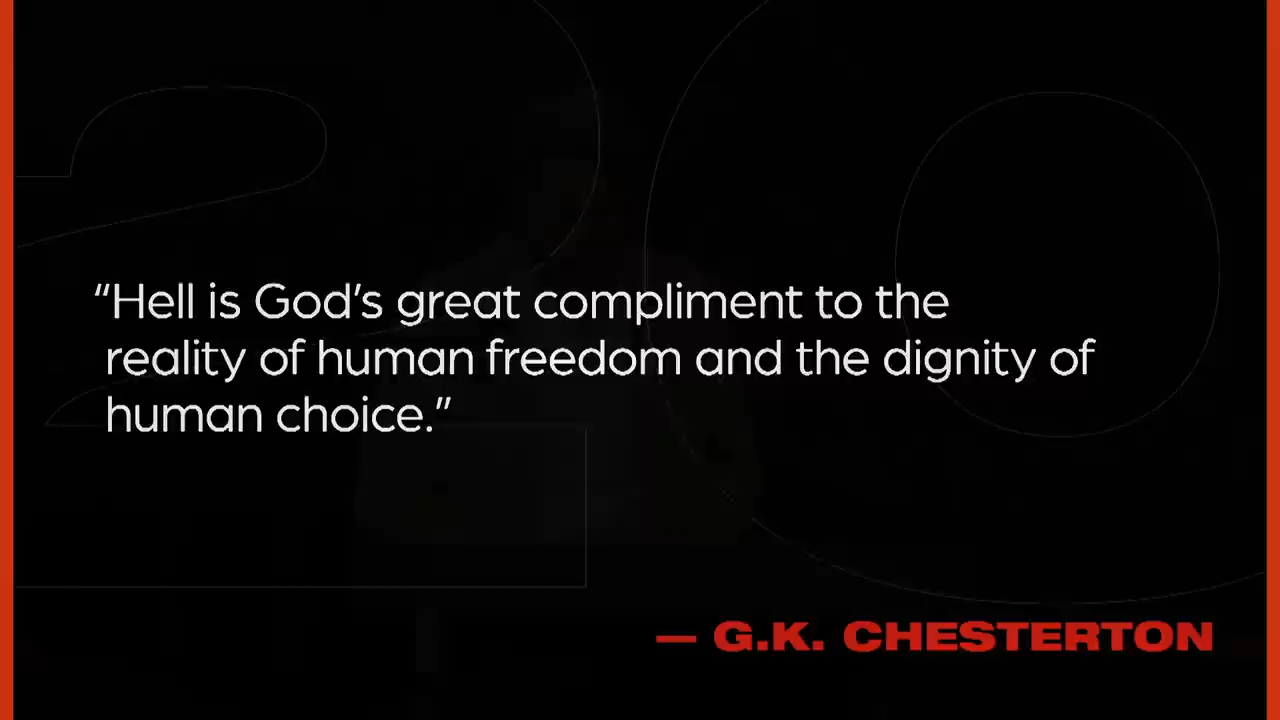 “Hell is God’s great compliment to the
reality of human freedom and the dignity of
human choice.”
— G.K. CHESTERTON